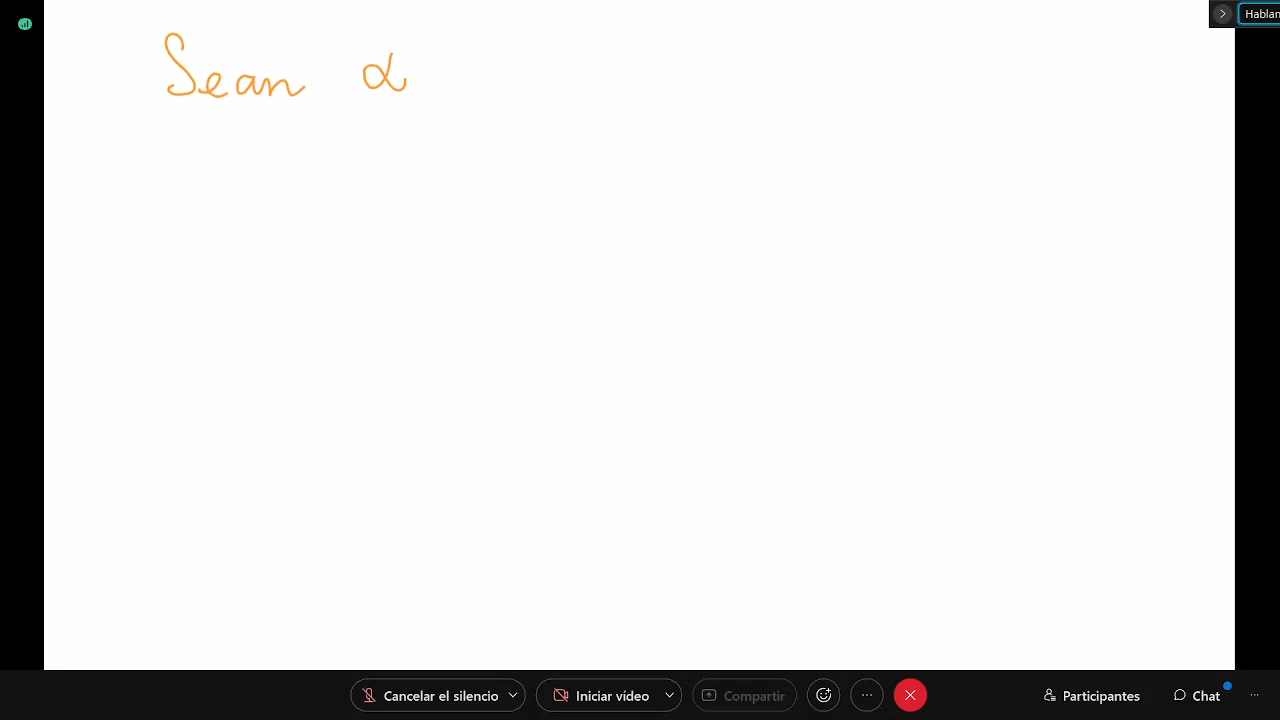 Hablan
Sean α
Cancelar el silencio
Iniciar vídeo
Compartir
Participantes
Chat